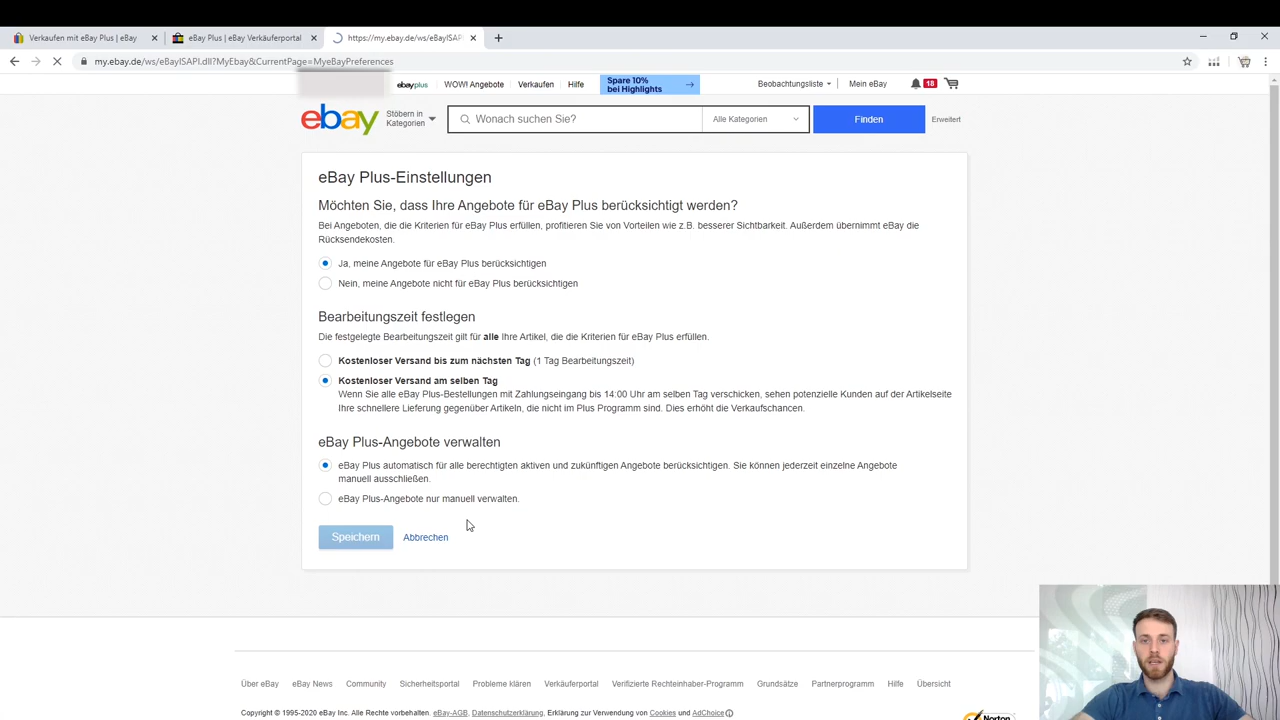 Verkaufen mit eBay Plus | eBay
eBay Plus | eBay Verkäuferportal
https://my.ebay.de/ws/eBayISAPI
my.ebay.de/ws/eBayISAPI.dll?MyEbay&CurrentPage=MyeBayPreferences
ebayplus WOW! Angebote Verkaufen Hilfe
Spare 10%
bei Highlights
Beobachtungsliste Mein eBay 18
ebay
Stöbern in
Kategorien
Wonach suchen Sie? Alle Kategorien Finden Erweitert
eBay Plus-Einstellungen
Möchten Sie, dass Ihre Angebote für eBay Plus berücksichtigt werden?
Bei Angeboten, die die Kriterien für eBay Plus erfüllen, profitieren Sie von Vorteilen wie z.B. besserer Sichtbarkeit. Außerdem übernimmt eBay die
Rücksendekosten.
Ja, meine Angebote für eBay Plus berücksichtigen
Nein, meine Angebote nicht für eBay Plus berücksichtigen
Bearbeitungszeit festlegen
Die festgelegte Bearbeitungszeit gilt für alle Ihre Artikel, die die Kriterien für eBay Plus erfüllen.
Kostenloser Versand bis zum nächsten Tag (1 Tag Bearbeitungszeit)
Kostenloser Versand am selben Tag
Wenn Sie alle eBay Plus-Bestellungen mit Zahlungseingang bis 14:00 Uhr am selben Tag verschicken, sehen potenzielle Kunden auf der Artikelseite
Ihre schnellere Lieferung gegenüber Artikeln, die nicht im Plus Programm sind. Dies erhöht die Verkaufschancen.
eBay Plus-Angebote verwalten
eBay Plus automatisch für alle berechtigten aktiven und zukünftigen Angebote berücksichtigen. Sie können jederzeit einzelne Angebote
manuell ausschließen.
eBay Plus-Angebote nur manuell verwalten.
Speichern Abbrechen
Über eBay eBay News Community Sicherheitsportal Probleme klären Verkäuferportal Verifizierte Rechteinhaber-Programm Grundsätze Partnerprogramm Hilfe Übersicht
Copyright © 1995-2020 eBay Inc. Alle Rechte vorbehalten. eBay-AGB, Datenschutzerklärung, Erklärung zur Verwendung von Cookies und AdChoice
Norton